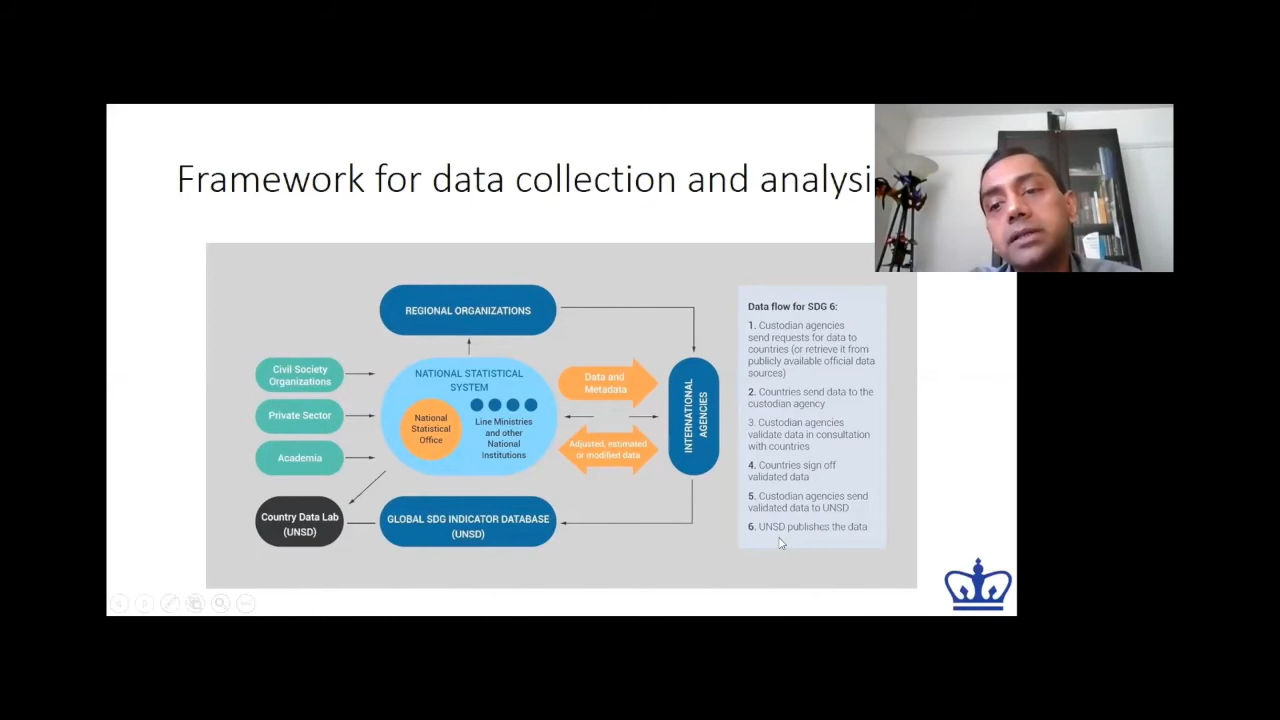 Framework for data collection and analysi
REGIONAL ORGANIZATIONS
Civil Society
Organizations
Private Sector
Academia
NATIONAL STATISTICAL
SYSTEM
National
Statistical
Office
Line Ministries
and other
National
Institutions
Data and
Metadata
Adjusted, estimated
or modified data
INTERNATIONAL
AGENCIES
Country Data Lab
(UNSD)
GLOBAL SDG INDICATOR DATABASE
(UNSD)
Data flow for SDG 6:
1. Custodian agencies
send requests for data to
countries (or retrieve it from
publicly available official data
sources)
2. Countries send data to the
custodian agency
3. Custodian agencies
validate data in consultation
with countries
4. Countries sign off
validated data
5. Custodian agencies send
validated data to UNSD
6. UNSD publishes the data